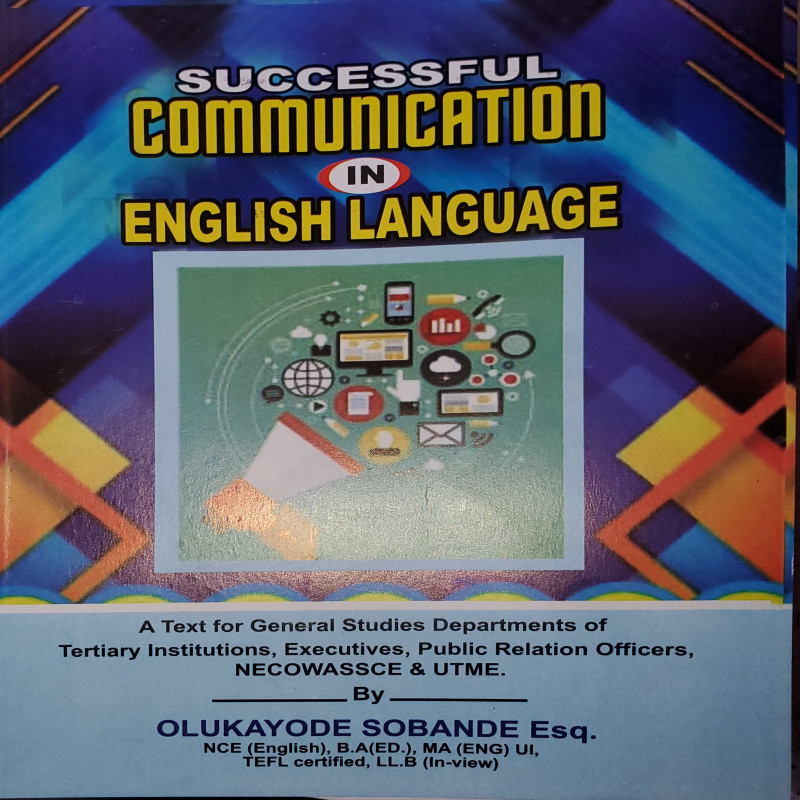 SUCCESSFUL
COMMUNICATION
IN
ENGLISH LANGUAGE
A Text for General Studies Departments of
Tertiary Institutions, Executives, Public Relation Officers,
NECOWASSCE & UTME.
By
OLUKAYODE SOBANDE Esq.
NCE (English), B.A(ED.), MA (ENG) UI,
TEFL certified, LL.B (In-view)